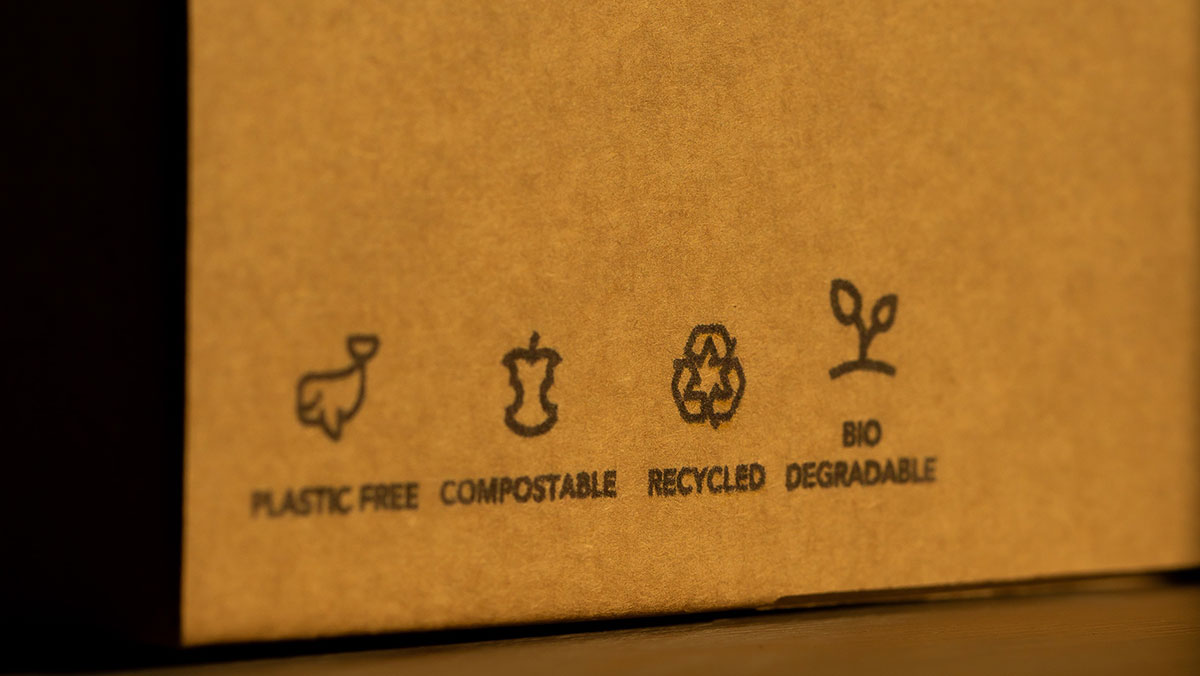 PLASTIC FREE
COMPOSTABLE
RECYCLED
BIO
DEGRADABLE